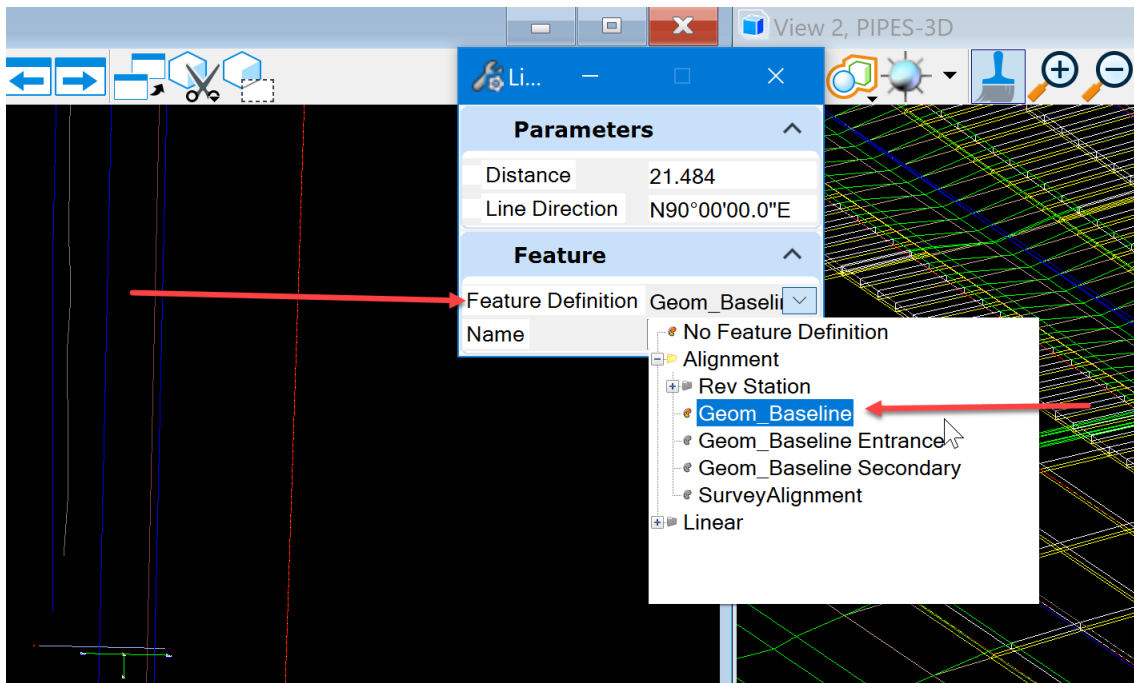 View 2, PIPES-3D
Li...
Parameters
Distance 21.484
Line Direction N90°00'00.0"E
Feature
Feature Definition Geom_Baseli
Name
No Feature Definition
Alignment
Rev Station
Geom_Baseline
Geom_Baseline Entrance
Geom_Baseline Secondary
SurveyAlignment
Linear